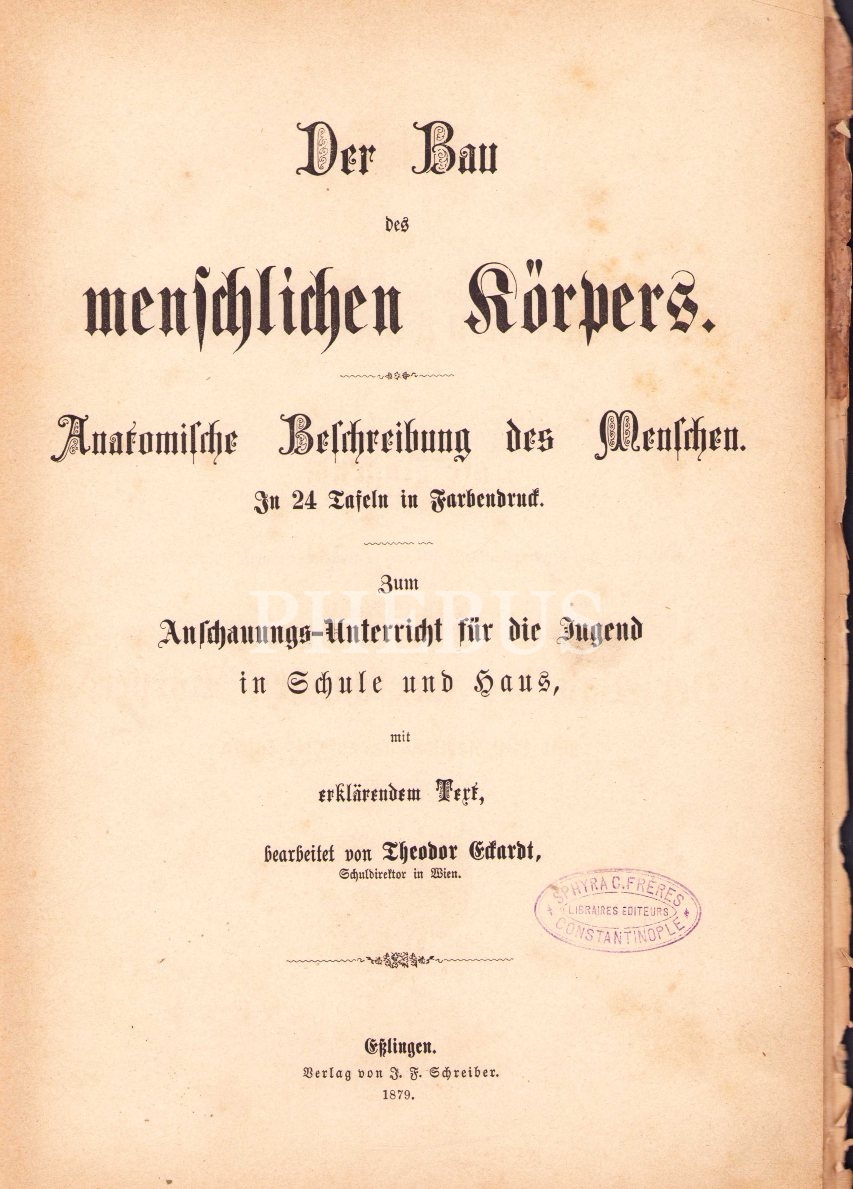 Der Bau
des
menschlichen Körpers.
Anatomische Beschreibung des Menschen.
In 24 Tafeln in Farbendruck.
Zum
PHEBUS
Anschauungs-Unterricht für die Jugend
in Schule und Haus,
mit
erklärendem Text,
bearbeitet von Theodor Eckardt,
Schuldirektor in Wien.
SPHYRA C. FRÈRES
LIBRAIRES EDITEURS
CONSTANTINOPLE
Eßlingen.
Verlag von J. F. Schreiber.
1879.